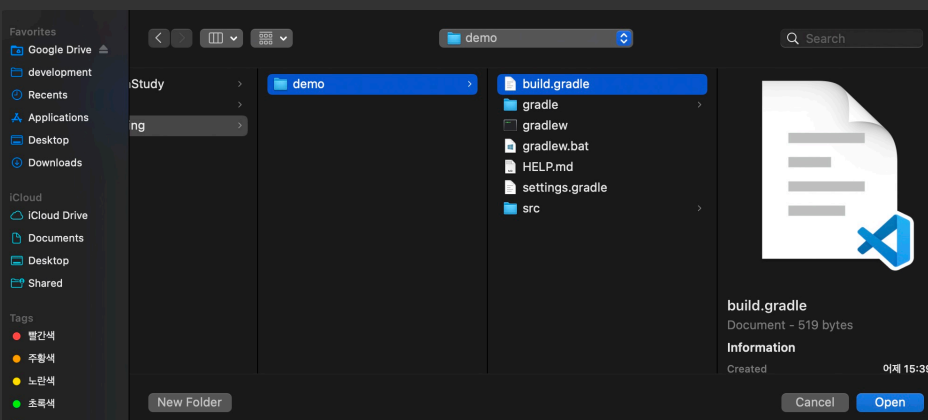 Favorites
Google Drive
development
Recents
Applications
Desktop
Downloads
iCloud
iCloud Drive
Documents
Desktop
Shared
Tags
빨간색
주황색
노란색
초록색
demo
Search
Study
ing
demo
build.gradle
gradle
gradlew
gradlew.bat
HELP.md
settings.gradle
src
build.gradle
Document - 519 bytes
Information
Created 어제 15:39
New Folder
Cancel
Open